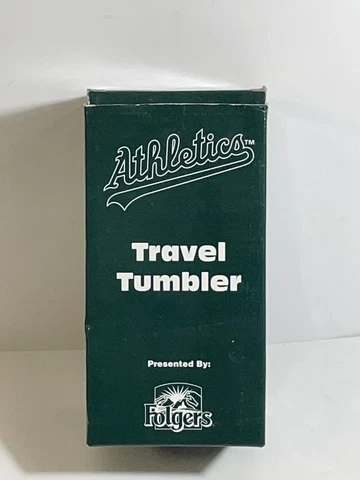 Athletics™
Travel
Tumbler
Presented By:
Folgers